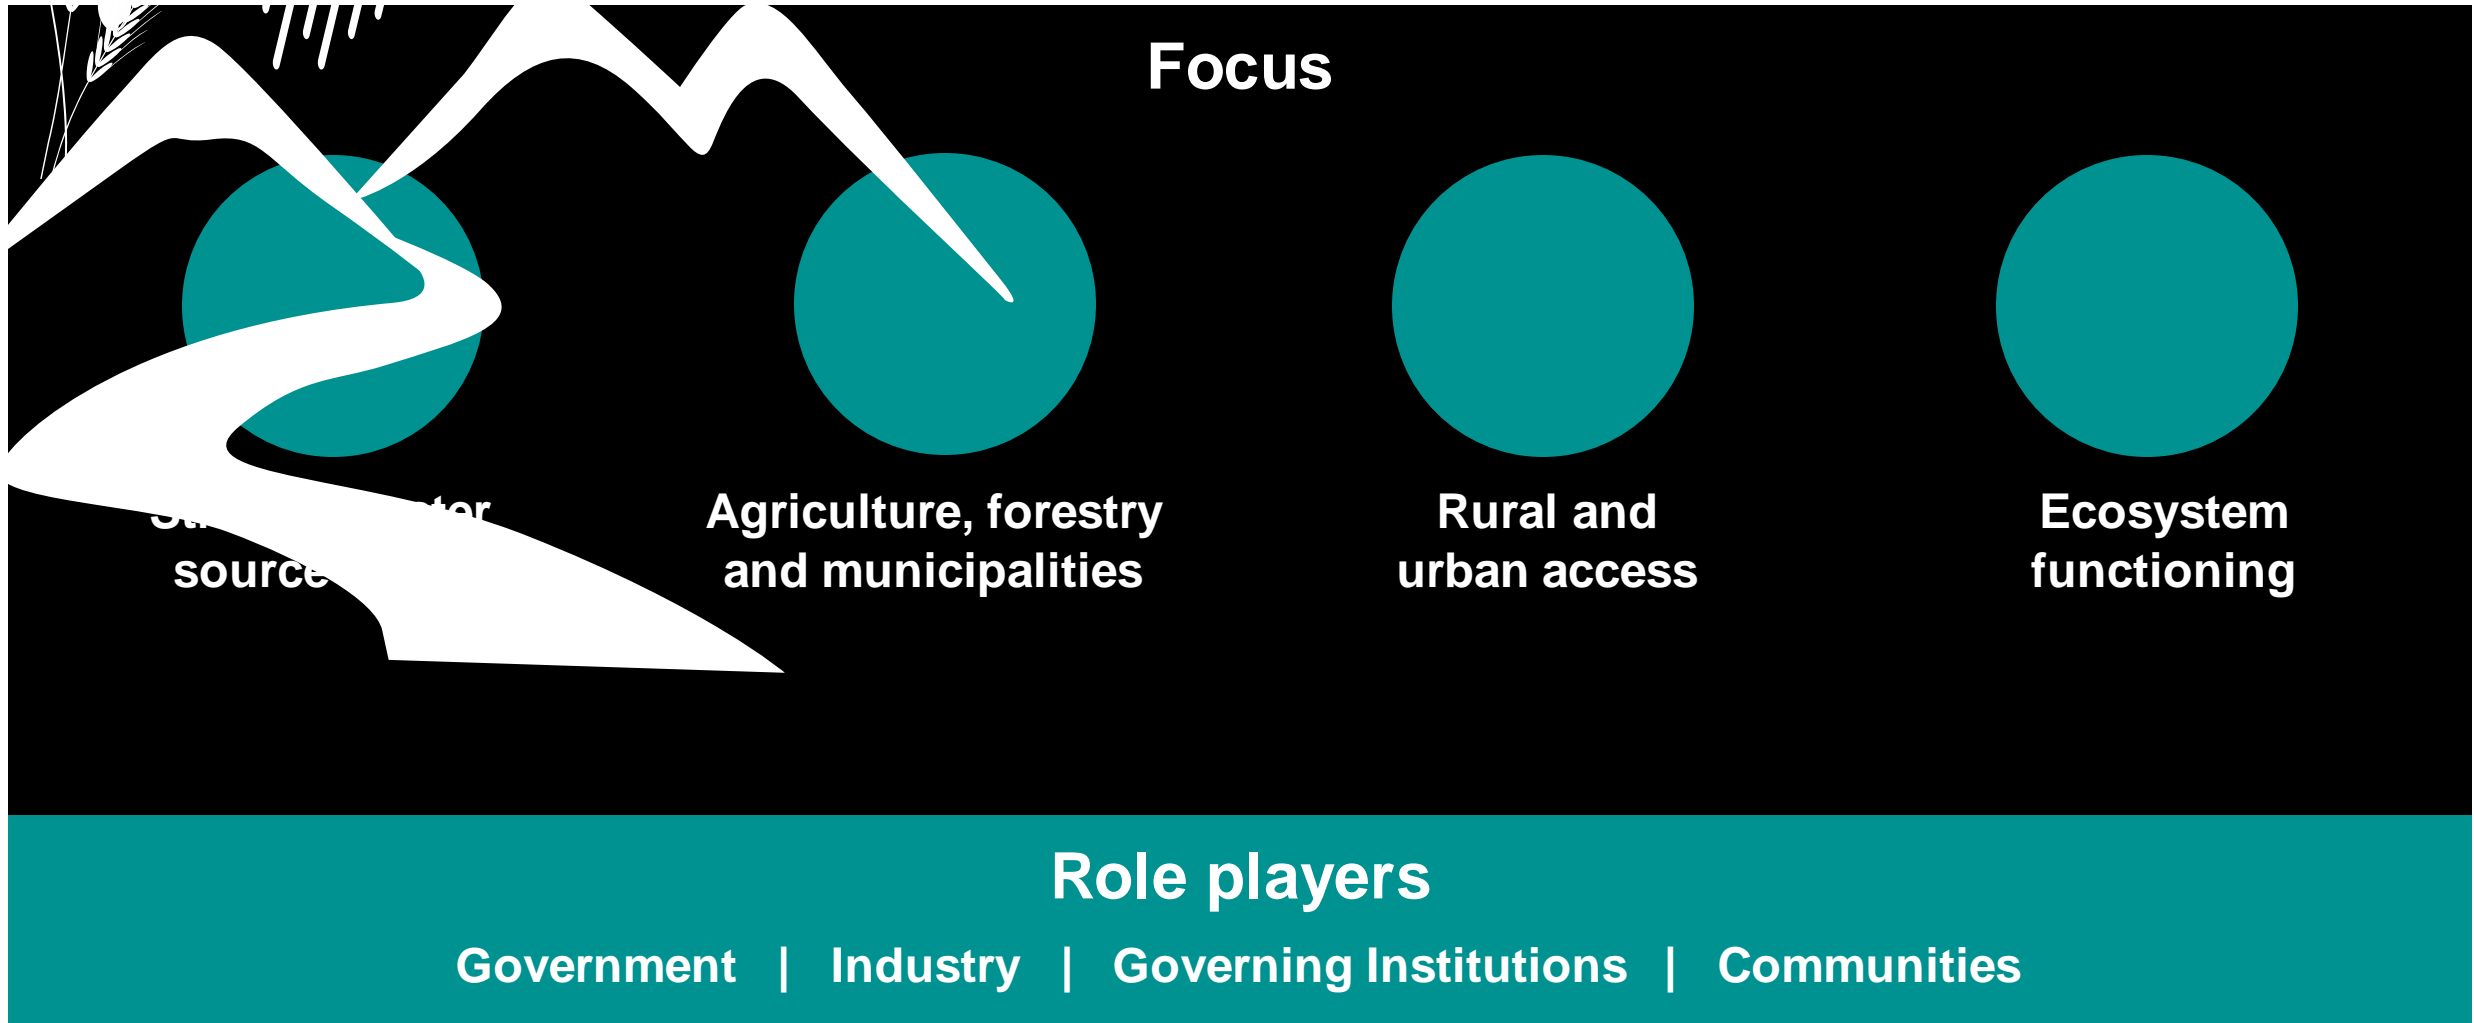 Focus
Agriculture, forestry
and municipalities
Rural and
urban access
Ecosystem
functioning
Role players
Government | Industry | Governing Institutions | Communities